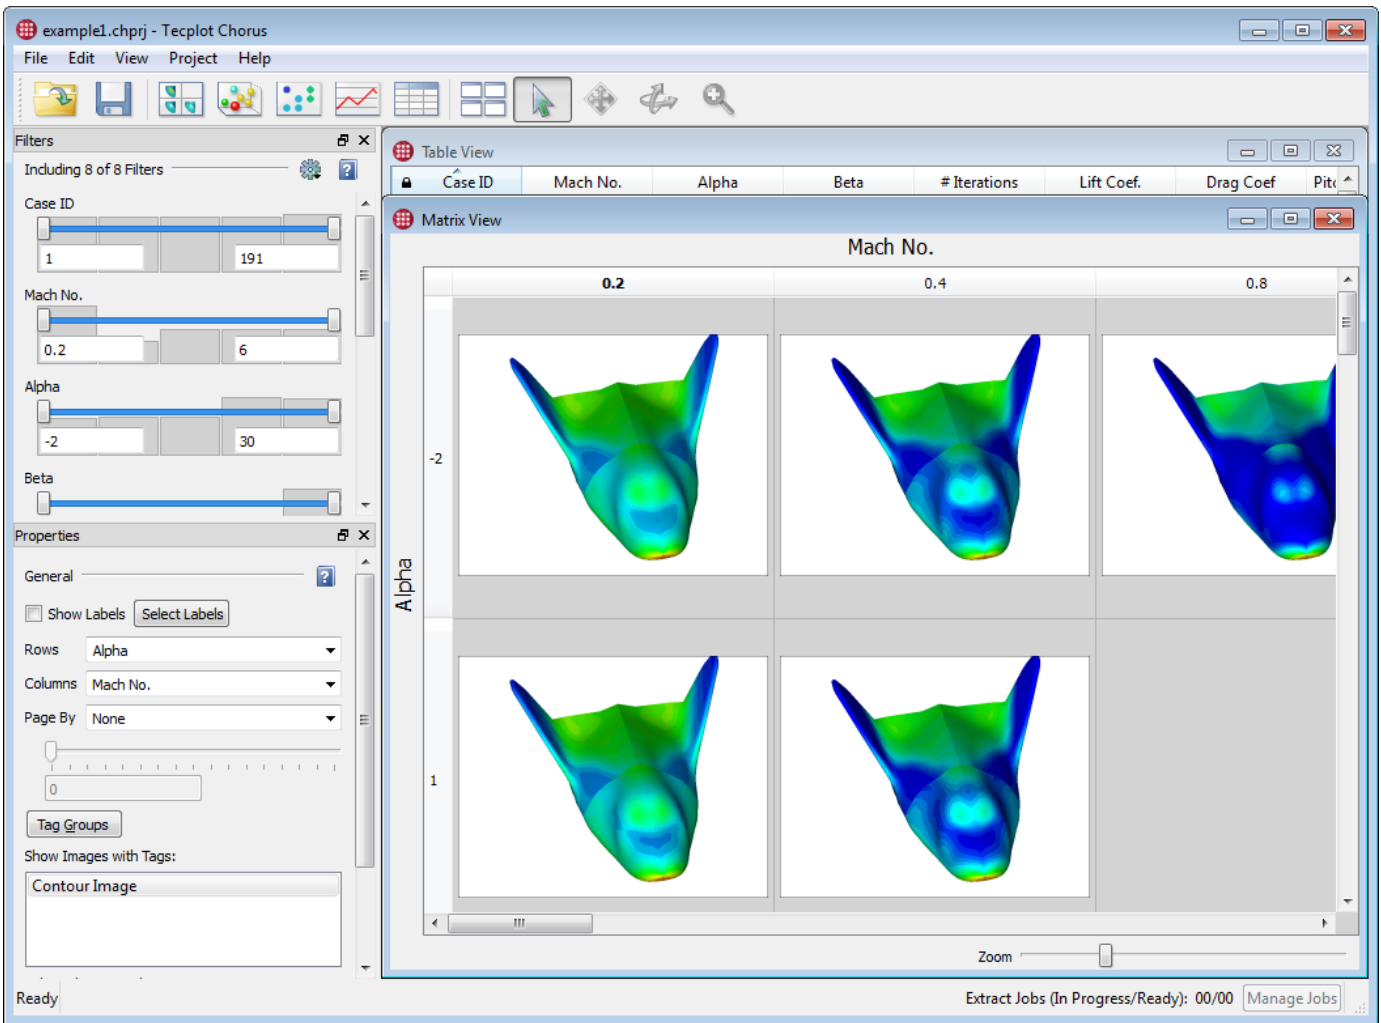 example1.chprj - Tecplot Chorus
File Edit View Project Help
Filters
Including 8 of 8 Filters
Case ID
1 191
Mach No.
0.2 6
Alpha
-2 30
Beta
Properties
General
Show Labels Select Labels
Rows Alpha
Columns Mach No.
Page By None
0
Tag Groups
Show Images with Tags:
Contour Image
Table View
Case ID Mach No. Alpha Beta # Iterations Lift Coef. Drag Coef
Matrix View
Mach No.
0.2 0.4 0.8
Alpha
-2
1
Zoom
Ready
Extract Jobs (In Progress/Ready): 00/00 Manage Jobs